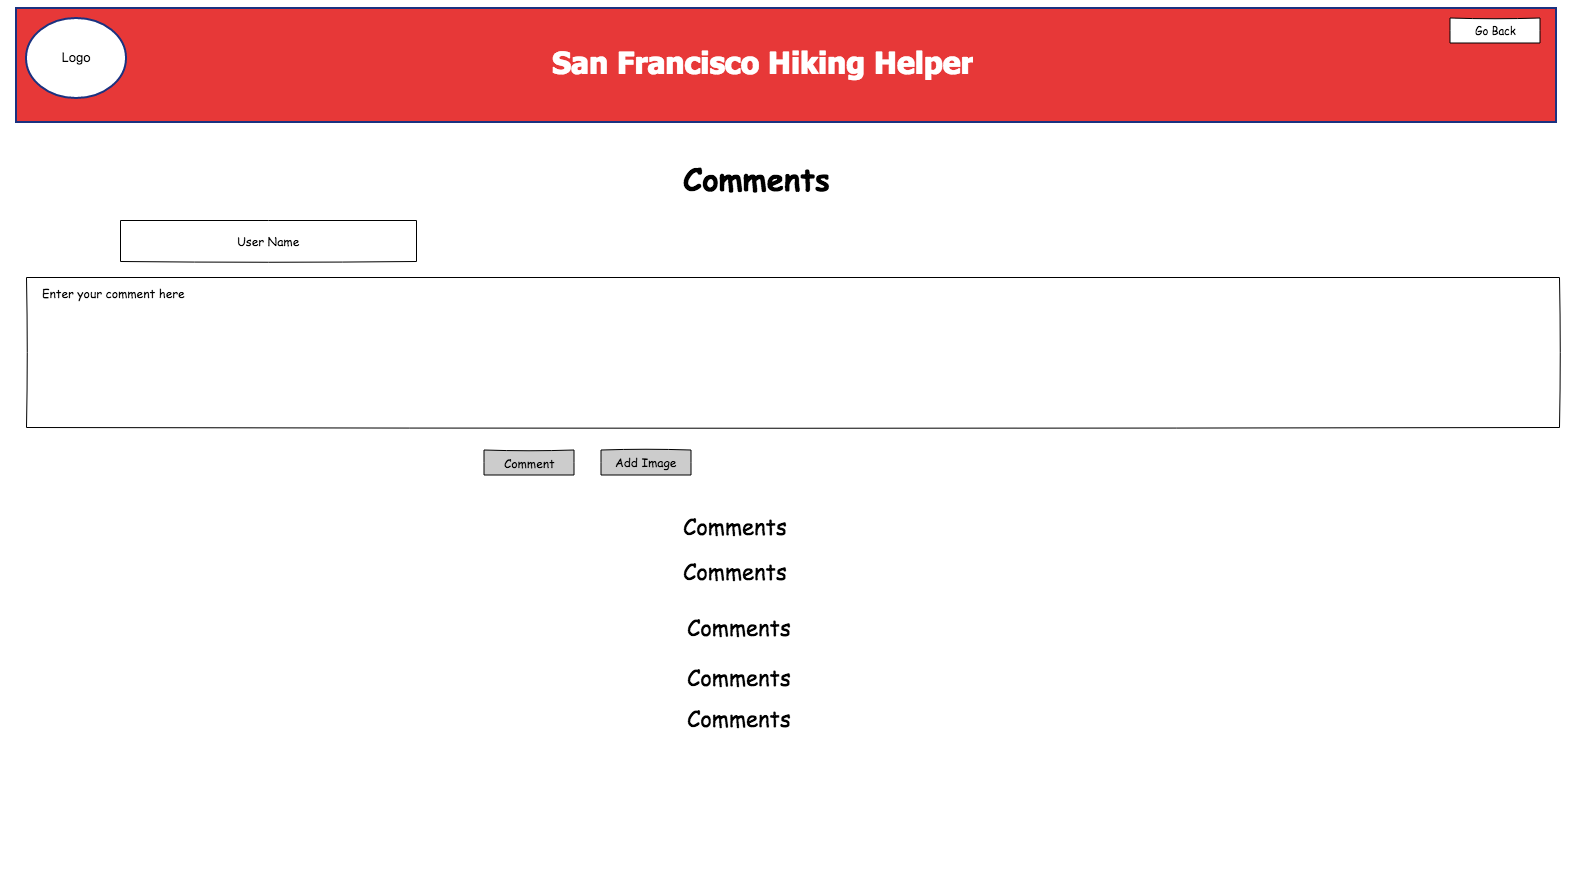 Logo
San Francisco Hiking Helper
Go Back
Comments
User Name
Enter your comment here
Comment
Add Image
Comments
Comments
Comments
Comments
Comments